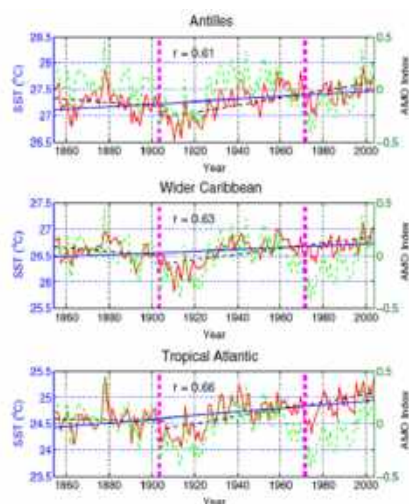 Antilles
28.5
28
27.5
27
26.5
26
0.5
0
-0.5
SST (°C)
AMO Index
r = 0.61
1860 1880 1900 1920 1940 1960 1980 2000
Year
Wider Caribbean
27.5
27
26.5
26
25.5
0.5
0
-0.5
SST (°C)
AMO Index
r = 0.63
1860 1880 1900 1920 1940 1960 1980 2000
Year
Tropical Atlantic
25.5
25
24.5
24
23.5
0.5
0
-0.5
SST (°C)
AMO Index
r = 0.66
1860 1880 1900 1920 1940 1960 1980 2000
Year